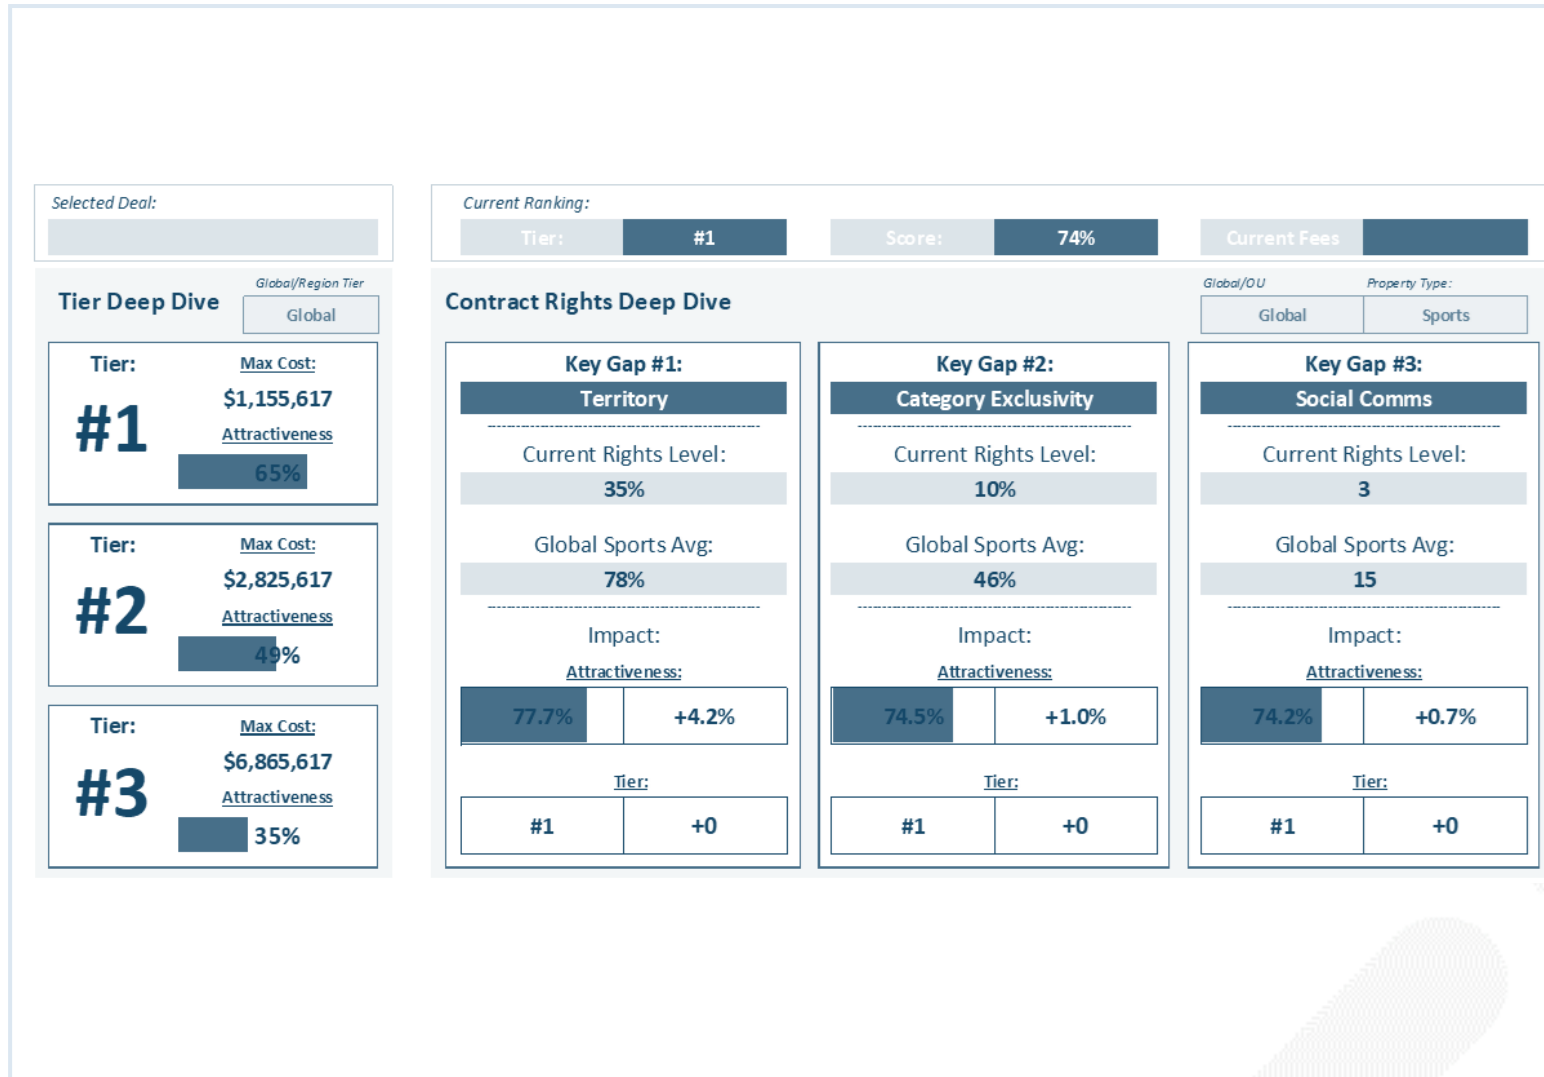 Selected Deal:
Current Ranking:
Tier: #1 Score: 74% Current Fees
Tier Deep Dive
Global/Region Tier
Global
Tier:
#1
Max Cost:
$1,155,617
Attractiveness
65%
Tier:
#2
Max Cost:
$2,825,617
Attractiveness
49%
Tier:
#3
Max Cost:
$6,865,617
Attractiveness
35%
Contract Rights Deep Dive
Global/OU
Global
Property Type:
Sports
Key Gap #1:
Territory
Current Rights Level:
35%
Global Sports Avg:
78%
Impact:
Attractiveness:
77.7% +4.2%
Tier:
#1 +0
Key Gap #2:
Category Exclusivity
Current Rights Level:
10%
Global Sports Avg:
46%
Impact:
Attractiveness:
74.5% +1.0%
Tier:
#1 +0
Key Gap #3:
Social Comms
Current Rights Level:
3
Global Sports Avg:
15
Impact:
Attractiveness:
74.2% +0.7%
Tier:
#1 +0